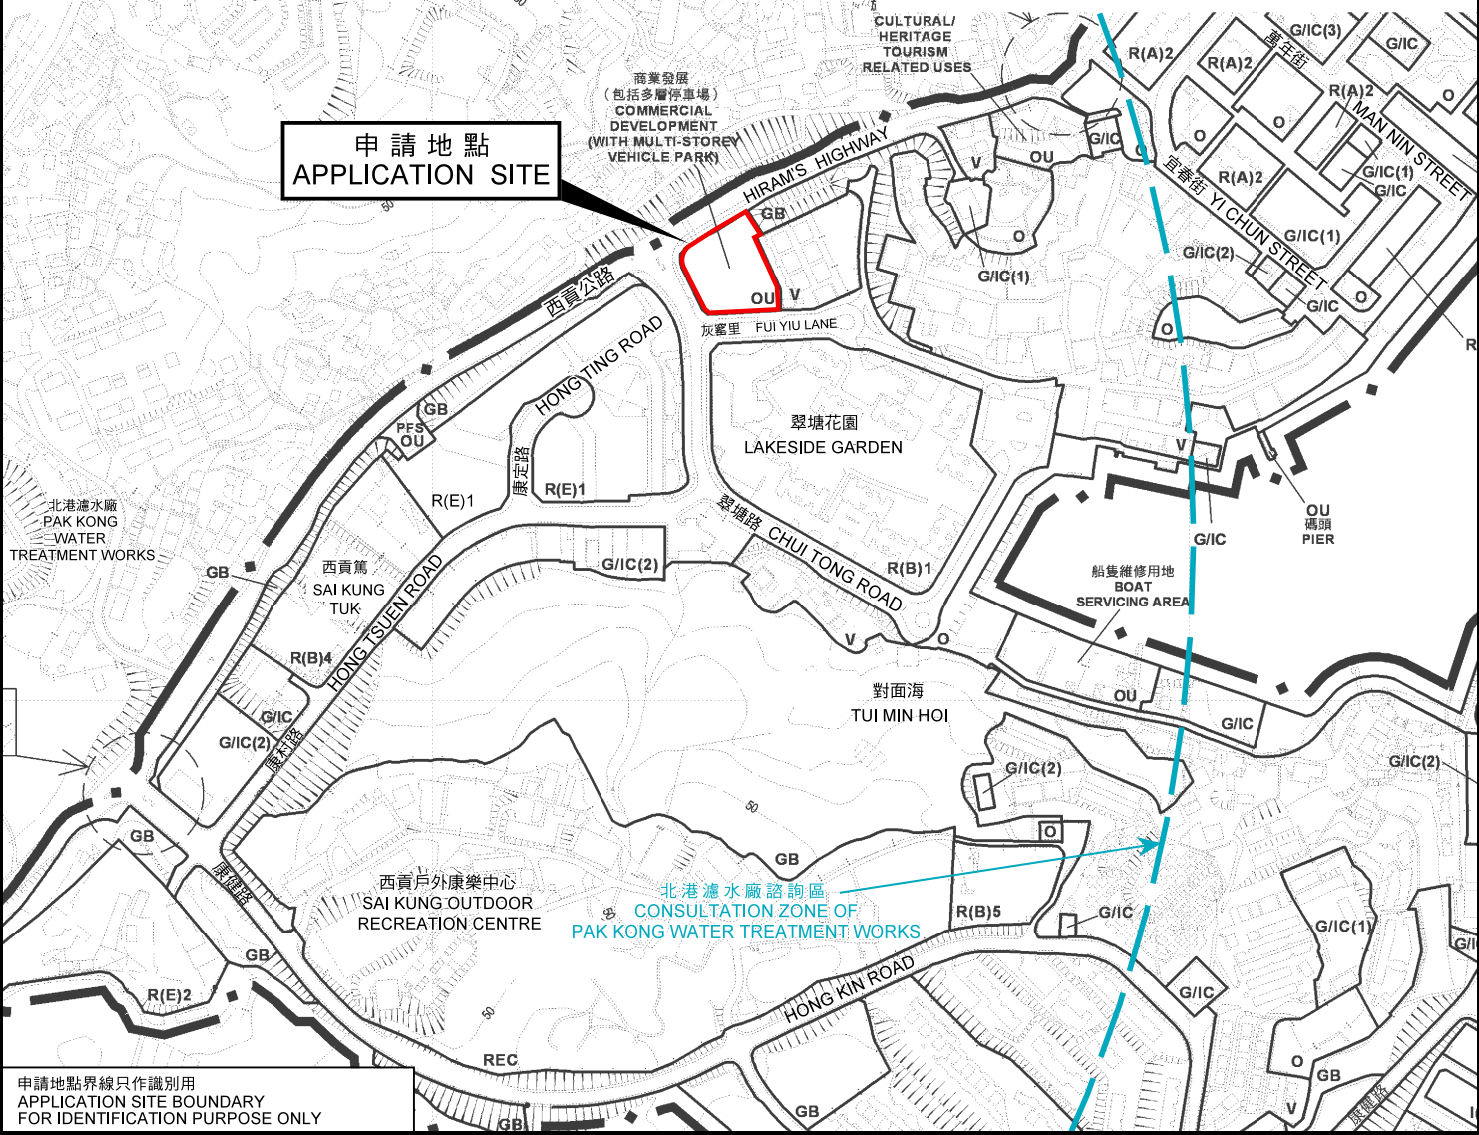 CULTURAL/
HERITAGE
TOURISM
RELATED USES
商業發展
(包括多層停車場)
COMMERCIAL
DEVELOPMENT
(WITH MULTI-STOREY
VEHICLE PARK)
申請地點
APPLICATION SITE
HIRAM'S HIGHWAY
西貢公路
R(A)2
R(A)2
G/IC(3)
G/IC
萬年街
R(A)2
O
MAN NIN STREET
O
O
G/IC
O
V
OU
G/IC(1)
G/IC
R(A)2
宜春街 YI CHUN STREET
G/IC(1)
G/IC(2)
O
G/IC
O
R
GB
OU
V
O
G/IC(1)
50
灰窰里 FUI YIU LANE
HONG TING ROAD
GB
PFS
OU
康定路
R(E)1
R(E)1
翠塘花園
LAKESIDE GARDEN
翠塘路 CHUI TONG ROAD
R(B)1
V
G/IC
OU
碼頭
PIER
北港濾水廠
PAK KONG
WATER
TREATMENT WORKS
GB
西貢篤
SAI KUNG
TUK
G/IC(2)
R(B)4
HONG TSUEN ROAD
船隻維修用地
BOAT
SERVICING AREA
V
O
OU
G/IC
對面海
TUI MIN HOI
G/IC
G/IC(2)
康村路
G/IC(2)
G/IC(2)
50
O
GB
GB
康健路
西貢戶外康樂中心
SAI KUNG OUTDOOR
RECREATION CENTRE
50
北港濾水廠諮詢區
CONSULTATION ZONE OF
PAK KONG WATER TREATMENT WORKS
R(B)5
G/IC
G/IC(1)
G/I
GB
R(E)2
HONG KIN ROAD
G/IC
50
REC
O
GB
V
康健路
GB
GB
申請地點界線只作識別用
APPLICATION SITE BOUNDARY
FOR IDENTIFICATION PURPOSE ONLY